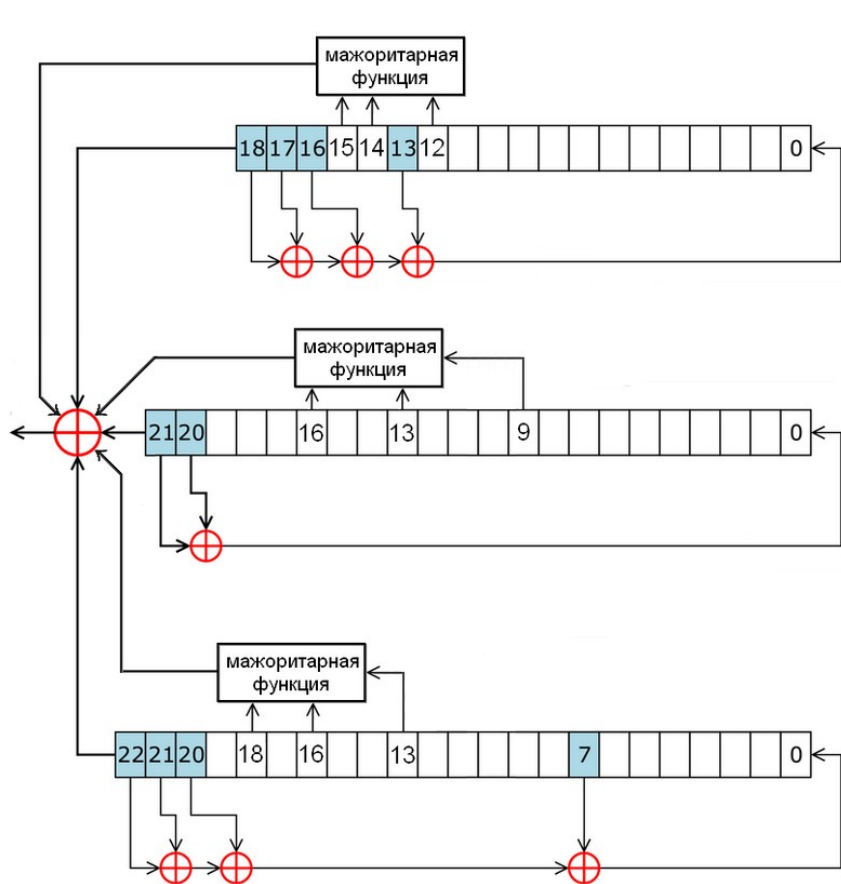 мажоритарная
функция
18 17 16 15 14 13 12 0
мажоритарная
функция
21 20 16 13 9 0
мажоритарная
функция
22 21 20 18 16 13 7 0